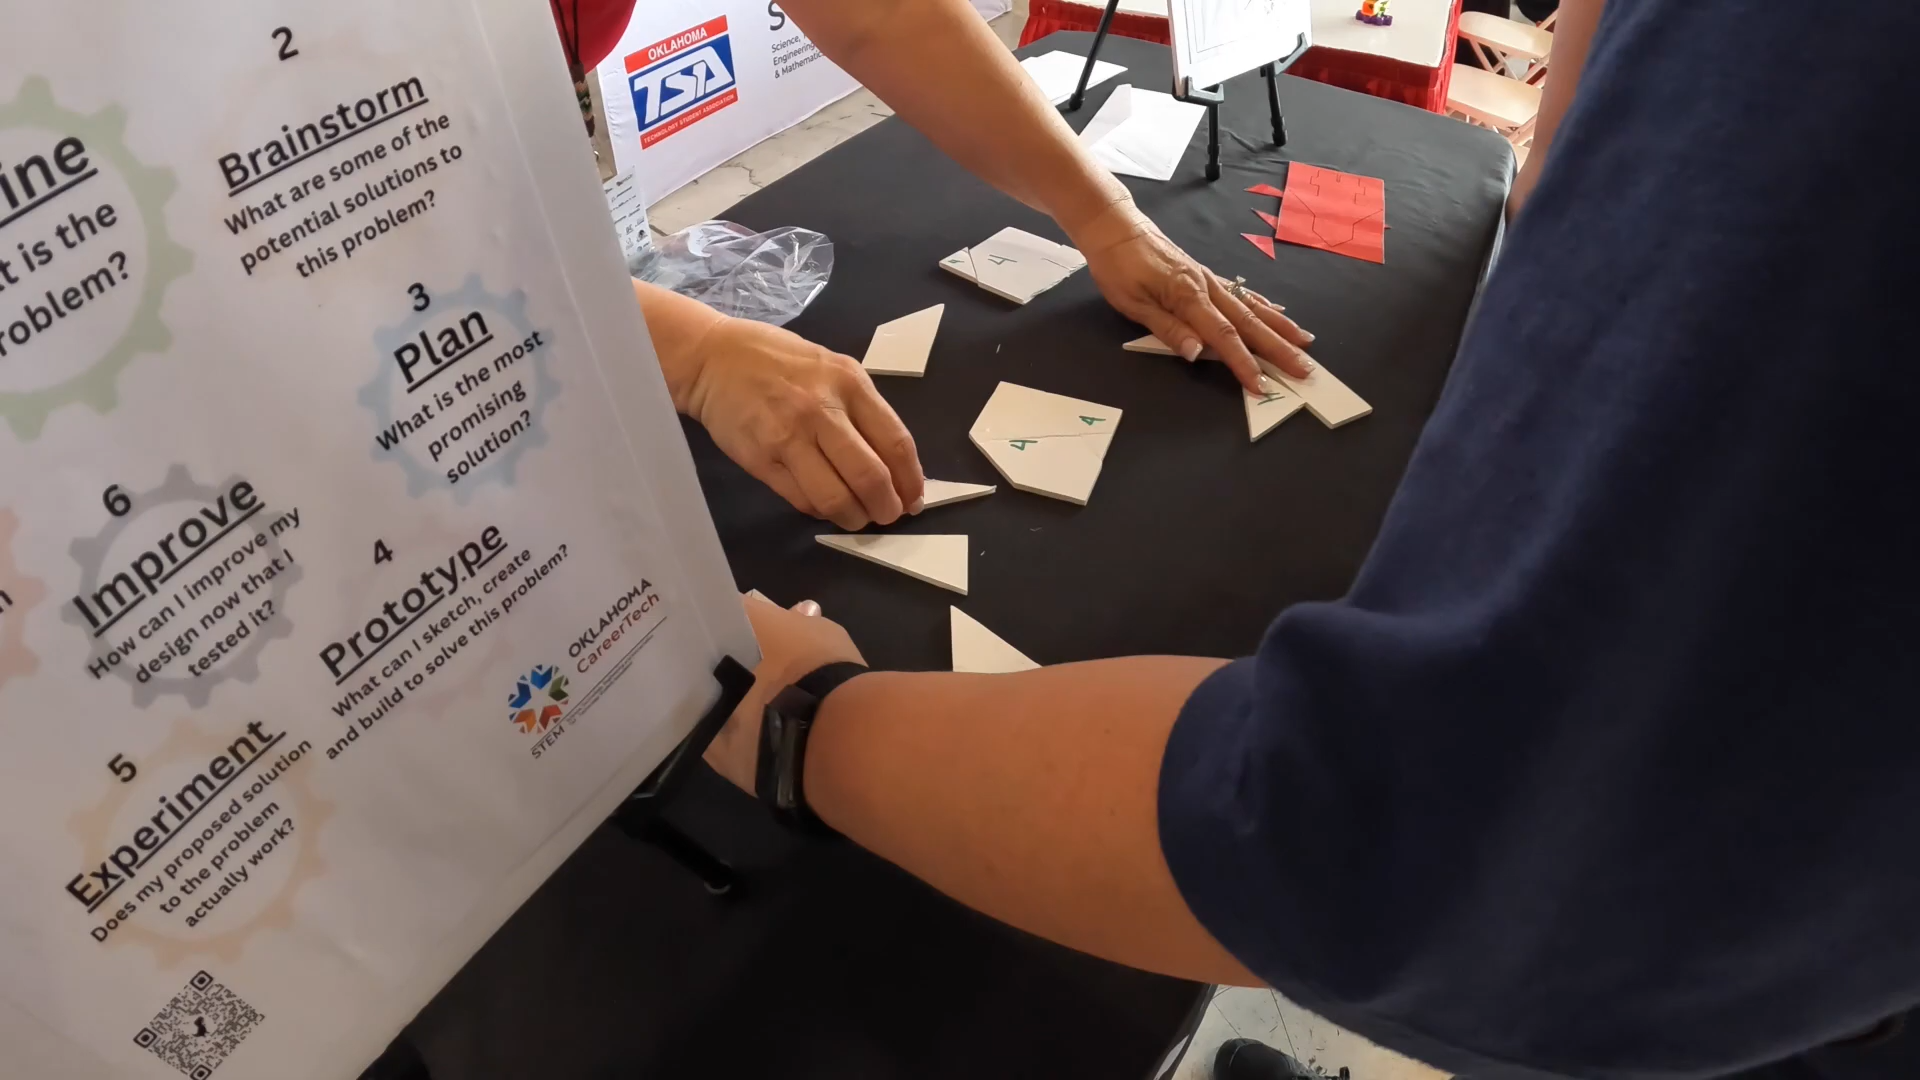 ine
t is the
roblem?
2
Brainstorm
What are some of the
potential solutions to
this problem?
3
Plan
What is the most
promising
solution?
4
Prototype
What can I sketch, create
and build to solve this problem?
5
Experiment
Does my proposed solution
to the problem
actually work?
6
Improve
How can I improve my
design now that I
tested it?
OKLAHOMA
CareerTech
STEM
OKLAHOMA
TSA
TECHNOLOGY STUDENT ASSOCIATION
S
Science,
Engineering
& Mathematics
4
4
4